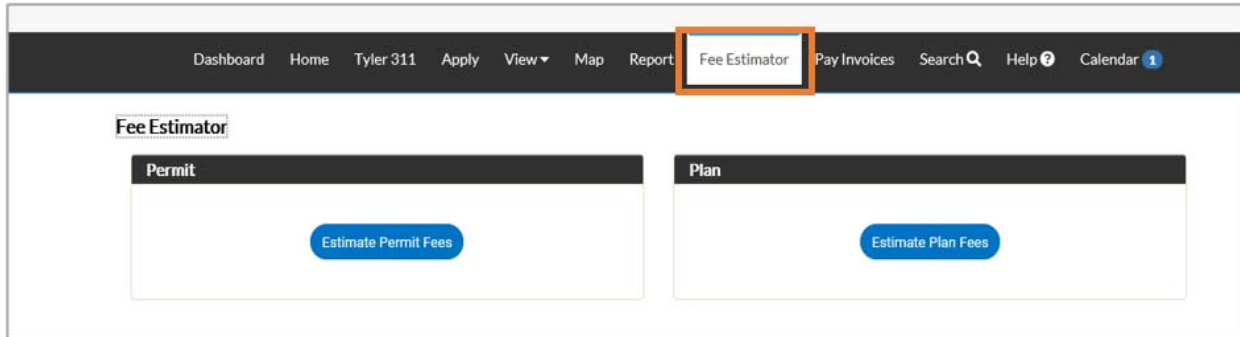 Dashboard Home Tyler 311 Apply View Map Report Fee Estimator Pay Invoices Search Help ? Calendar 1
Fee Estimator
Permit Plan
Estimate Permit Fees Estimate Plan Fees